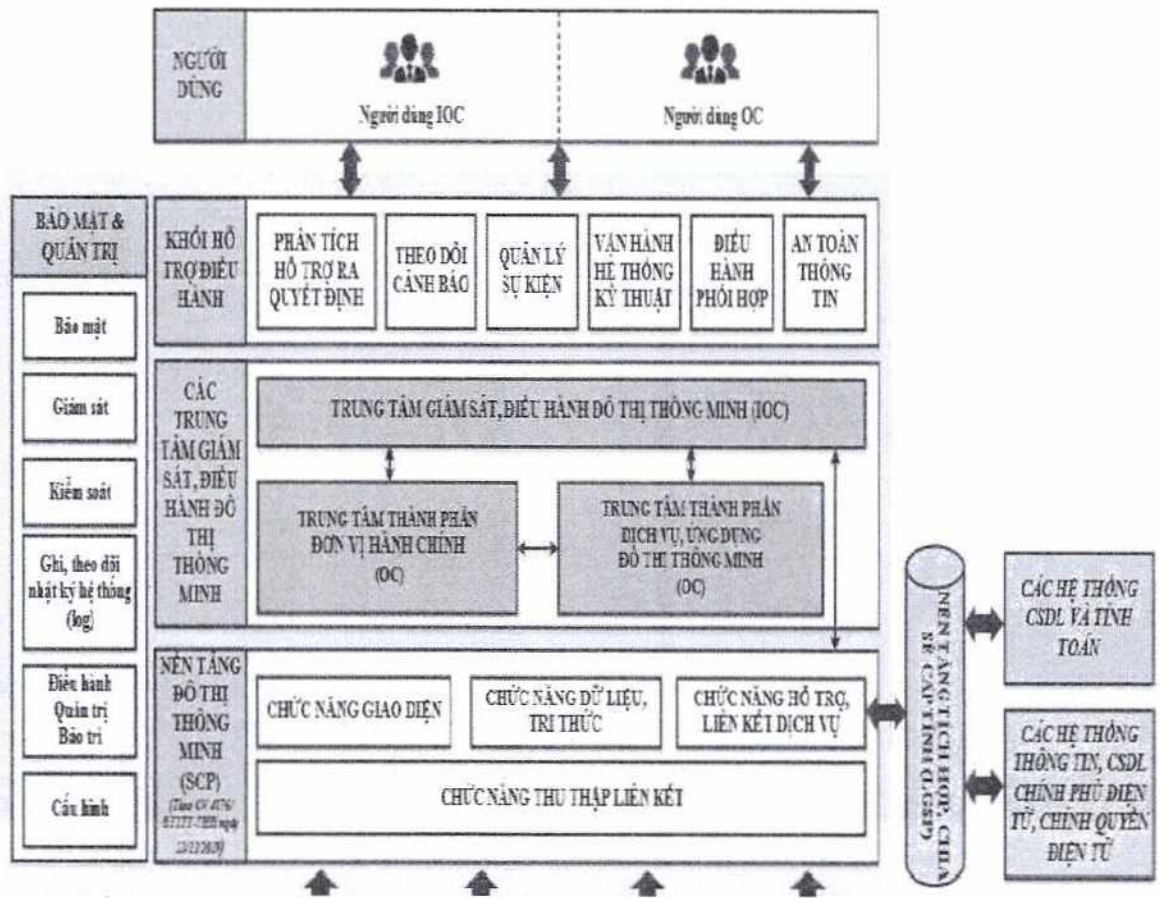 NGƯỜI
DÙNG
Người dùng IOC
Người dùng OC
BẢO MẬT &
QUẢN TRỊ
Bảo mật
Giám sát
Kiểm soát
Ghi, theo dõi
nhật ký hệ thống
(log)
Điều hành
Quản trị
Bảo trì
Cấu hình
KHỐI HỖ
TRỢ ĐIỀU
HÀNH
PHÂN TÍCH
HỖ TRỢ RA
QUYẾT ĐỊNH
THEO DÕI
CẢNH BÁO
QUẢN LÝ
SỰ KIỆN
VẬN HÀNH
HỆ THỐNG
KỸ THUẬT
ĐIỀU
HÀNH
PHỐI HỢP
AN TOÀN
THÔNG
TIN
CÁC
TRUNG
TÂM GIÁM
SÁT, ĐIỀU
HÀNH ĐÔ
THỊ
THÔNG
MINH
TRUNG TÂM GIÁM SÁT, ĐIỀU HÀNH ĐÔ THỊ THÔNG MINH (IOC)
TRUNG TÂM THÀNH PHẦN
ĐƠN VỊ HÀNH CHÍNH
(OC)
TRUNG TÂM THÀNH PHẦN
DỊCH VỤ, ỨNG DỤNG
ĐÔ THỊ THÔNG MINH
(OC)
NỀN TẢNG
ĐÔ THỊ
THÔNG
MINH
(SCP)
(Theo CV
ngày
CHỨC NĂNG GIAO DIỆN
CHỨC NĂNG DỮ LIỆU,
TRI THỨC
CHỨC NĂNG HỖ TRỢ,
LIÊN KẾT DỊCH VỤ
CHỨC NĂNG THU THẬP LIÊN KẾT
NỀN TẢNG TÍCH HỢP, CHIA
SẺ CẤP TỈNH (LGSP)
CÁC HỆ THỐNG
CSDL VÀ TÍNH
TOÁN
CÁC HỆ THỐNG
THÔNG TIN, CSDL
CHÍNH PHỦ ĐIỆN
TỬ, CHÍNH QUYỀN
ĐIỆN TỬ